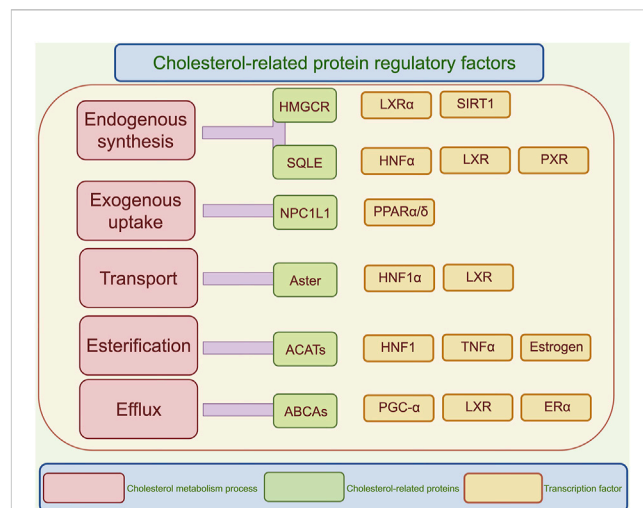 Cholesterol-related protein regulatory factors
Endogenous
synthesis
HMGCR
LXRα
SIRT1
SQLE
HNFα
LXR
PXR
Exogenous
uptake
NPC1L1
PPARα/δ
Transport
Aster
HNF1α
LXR
Esterification
ACATs
HNF1
TNFα
Estrogen
Efflux
ABCAs
PGC-α
LXR
ERα
Cholesterol metabolism process
Cholesterol-related proteins
Transcription factor